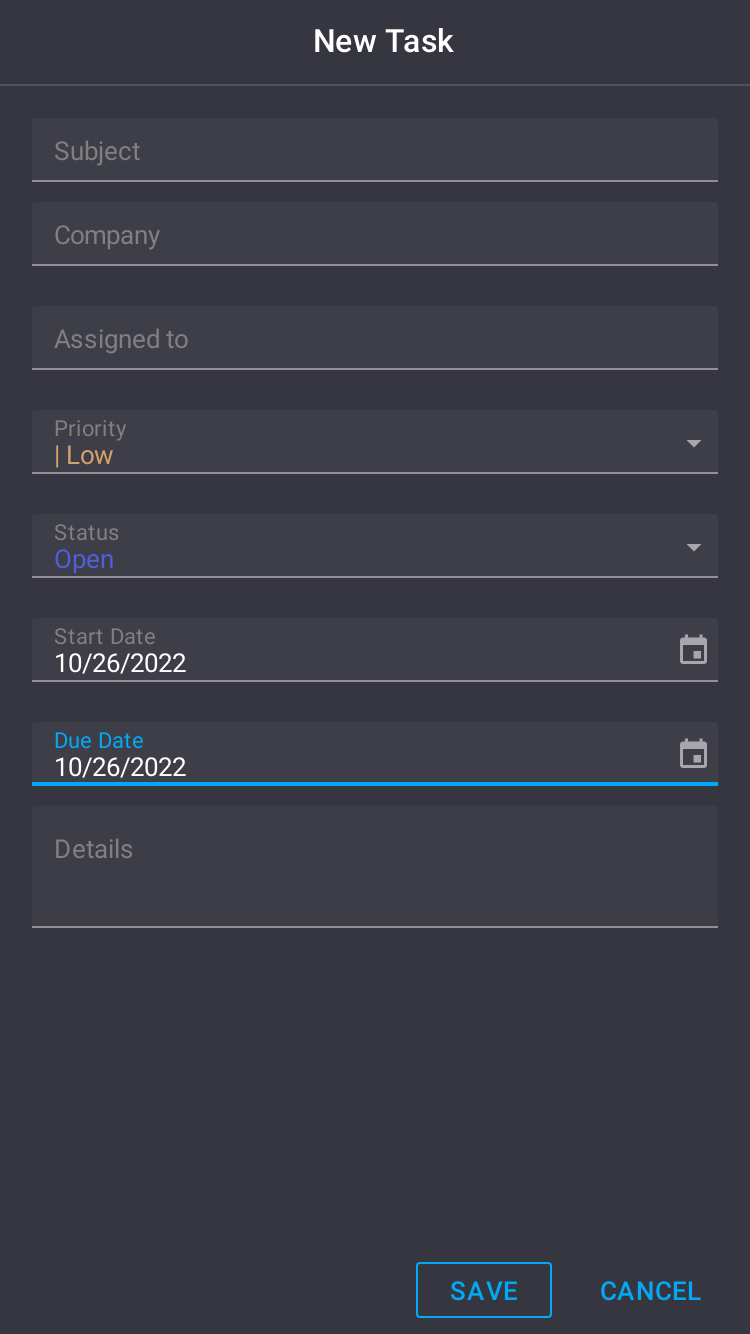 New Task
Subject
Company
Assigned to
Priority
| Low
Status
Open
Start Date
10/26/2022
Due Date
10/26/2022
Details
SAVE CANCEL